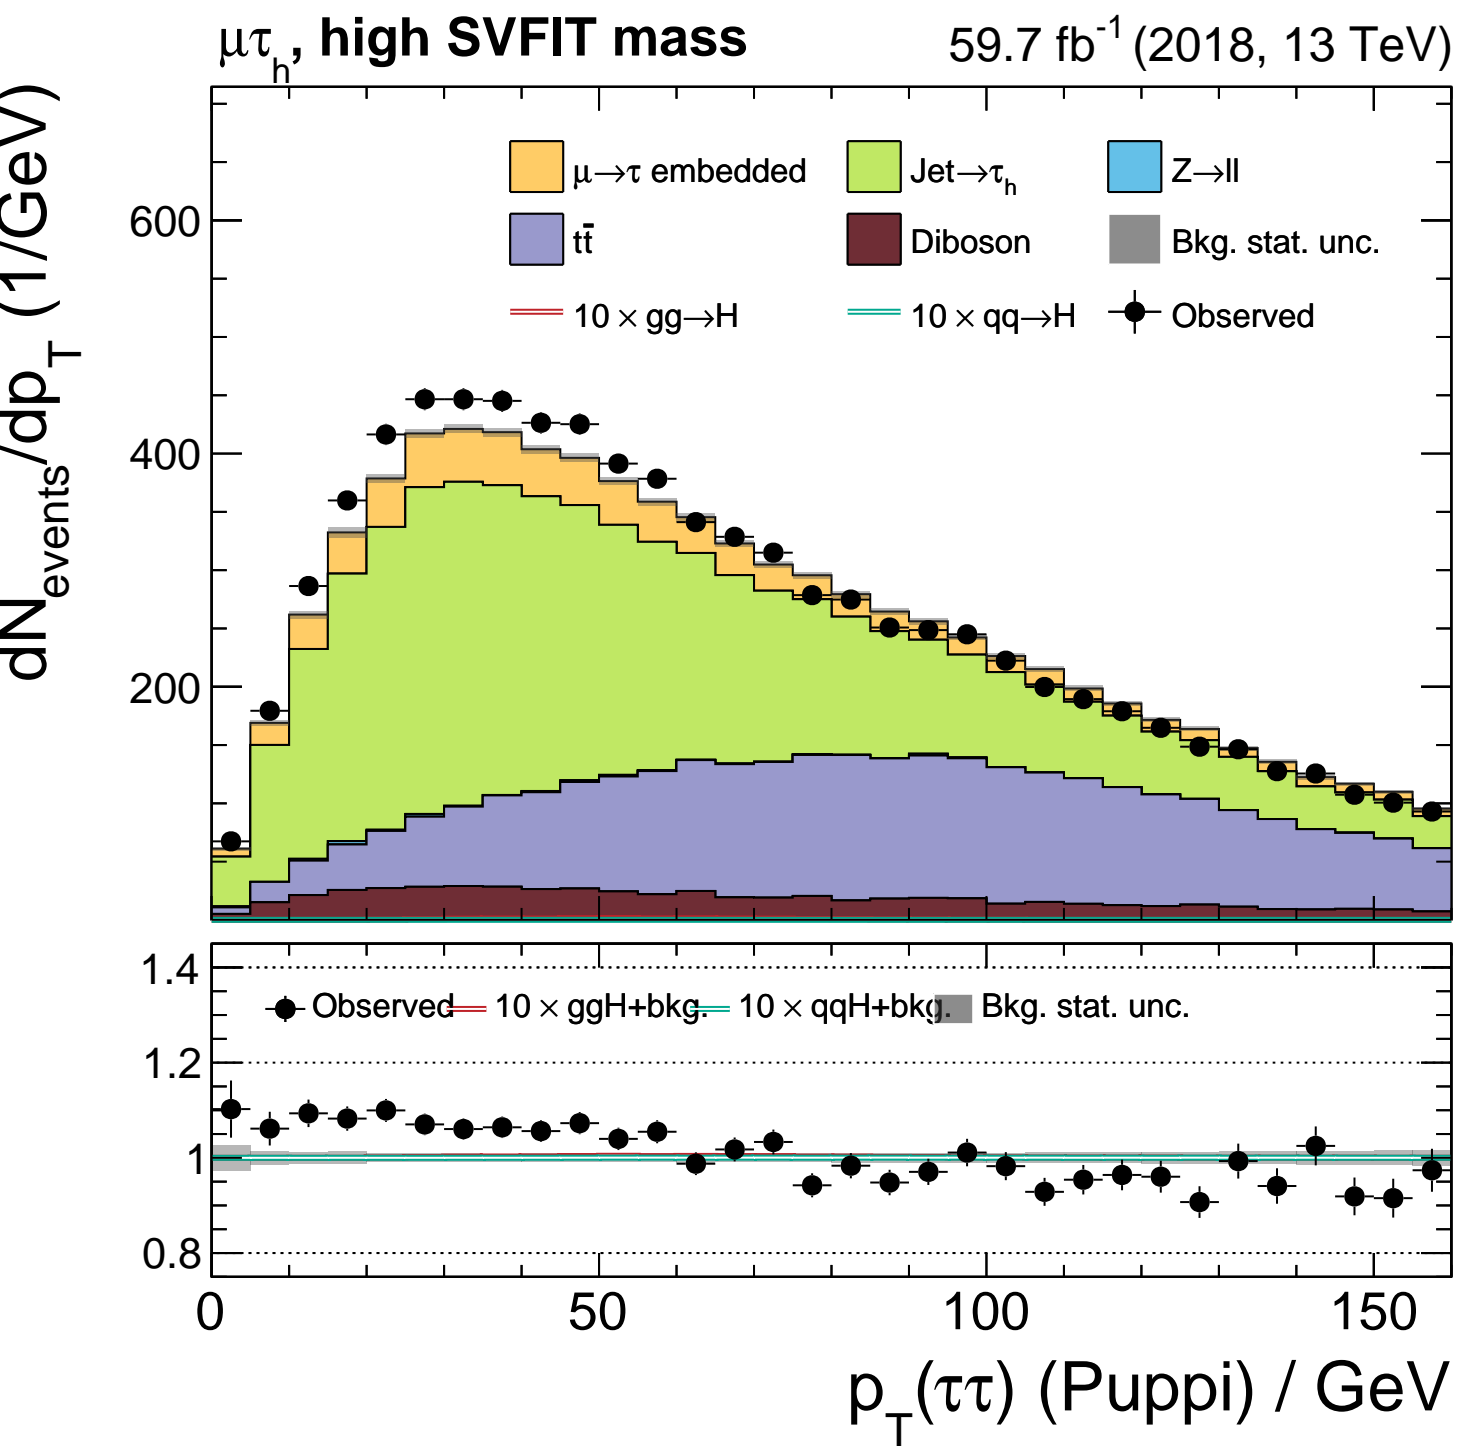 μτh, high SVFIT mass
59.7 fb-1 (2018, 13 TeV)
dNevents/dpT (1/GeV)
μ→τ embedded
Jet→τh
Z→ll
tt̄
Diboson
Bkg. stat. unc.
10 × gg→H
10 × qq→H
Observed
600
400
200
1.4
1.2
1
0.8
Observed
10 × ggH+bkg.
10 × qqH+bkg.
Bkg. stat. unc.
0
50
100
150
pT(ττ) (Puppi) / GeV